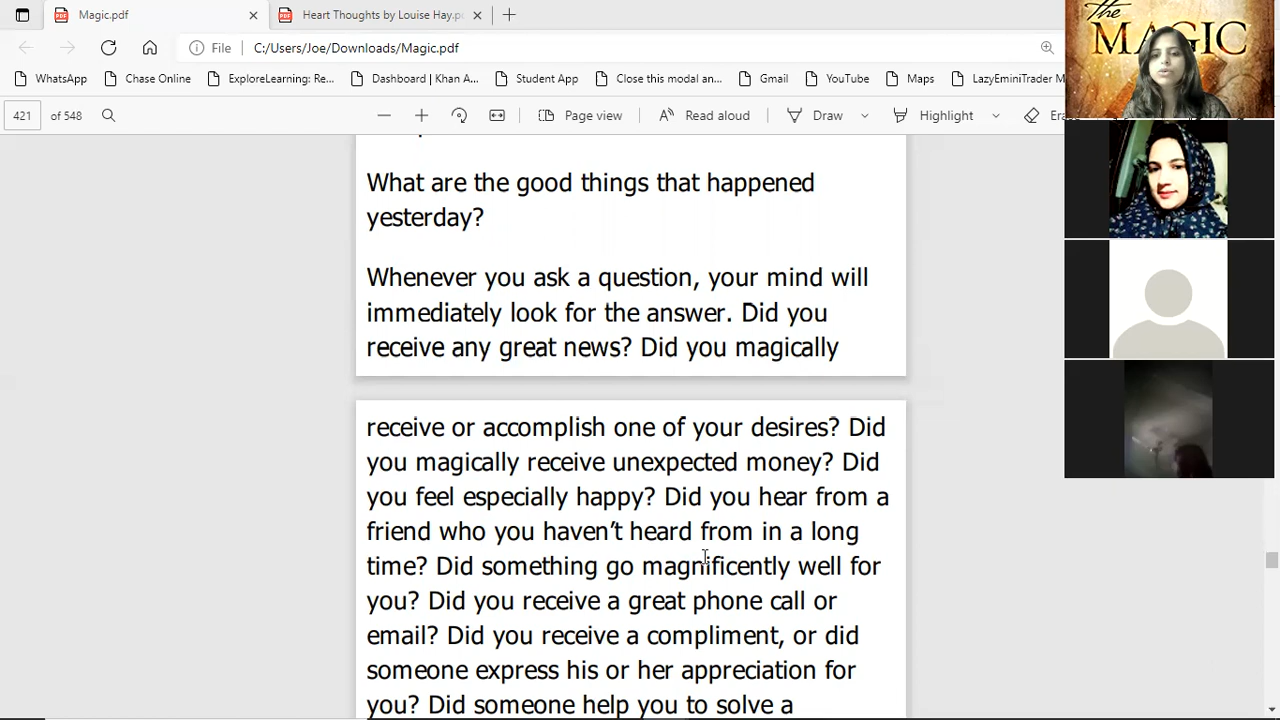 Magic.pdf
Heart Thoughts by Louise Hay.p
File
C:/Users/Joe/Downloads/Magic.pdf
WhatsApp
Chase Online
ExploreLearning: Re...
Dashboard | Khan A...
Student App
Close this modal an...
Gmail
YouTube
Maps
LazyEminiTrader M
421
of 548
Page view
Read aloud
Draw
Highlight
Era
The
MAGIC
What are the good things that happened
yesterday?
Whenever you ask a question, your mind will
immediately look for the answer. Did you
receive any great news? Did you magically
receive or accomplish one of your desires? Did
you magically receive unexpected money? Did
you feel especially happy? Did you hear from a
friend who you haven’t heard from in a long
time? Did something go magnificently well for
you? Did you receive a great phone call or
email? Did you receive a compliment, or did
someone express his or her appreciation for
you? Did someone help you to solve a